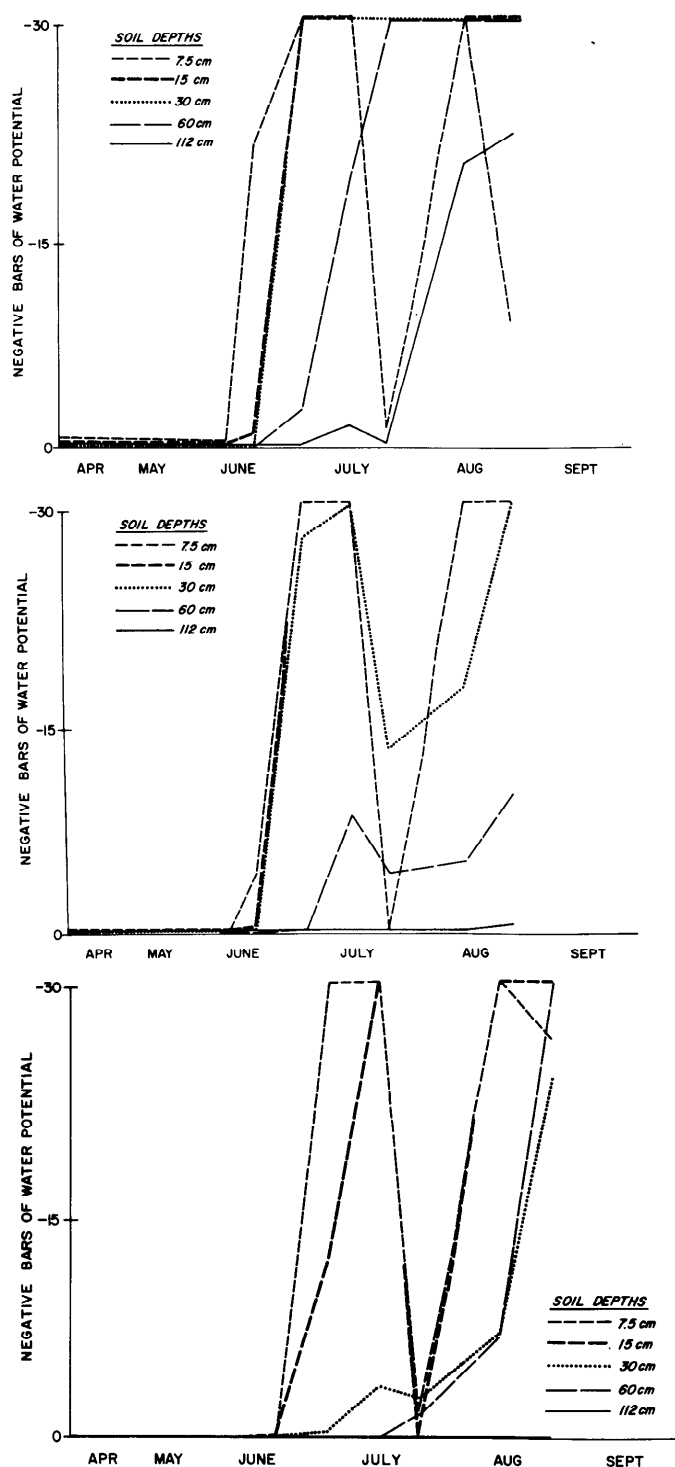 -30
SOIL DEPTHS
7.5 cm
15 cm
30 cm
60 cm
112 cm
NEGATIVE BARS OF WATER POTENTIAL
-15
0
APR MAY JUNE JULY AUG SEPT
-30
SOIL DEPTHS
7.5 cm
15 cm
30 cm
60 cm
112 cm
NEGATIVE BARS OF WATER POTENTIAL
-15
0
APR MAY JUNE JULY AUG SEPT
-30
NEGATIVE BARS OF WATER POTENTIAL
-15
SOIL DEPTHS
7.5 cm
15 cm
30 cm
60 cm
112 cm
0
APR MAY JUNE JULY AUG SEPT